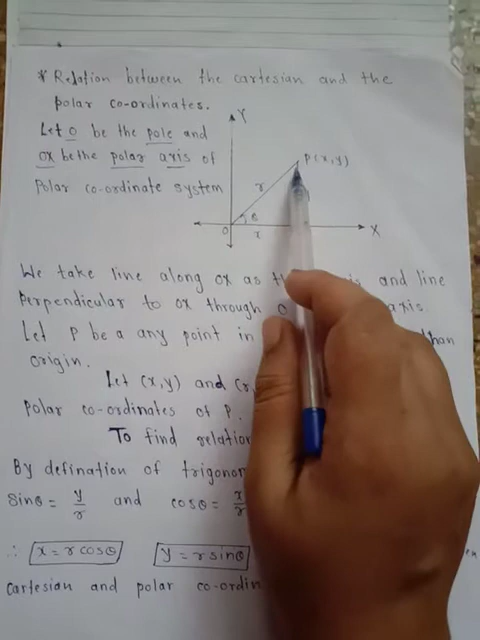 * Relation between the cartesian and the
polar co-ordinates.
Let O be the pole and
OX be the polar axis of
Polar co-ordinate system
Y
P(x,y)
r
θ
O
x
X
We take line along OX as and line
Perpendicular to OX through axis
Let P be a any point in than
origin.
Let (x,y) and
Polar co-ordinates of P.
To find relation
By defination of
sinθ = y/r and cosθ = x/r
∴ x = r cosθ y = r sinθ
Cartesian and polar